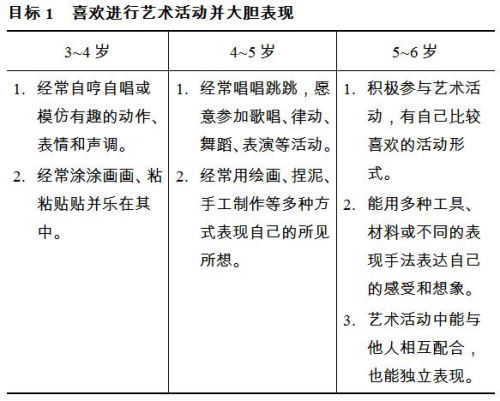 目标1 喜欢进行艺术活动并大胆表现
3~4 岁
4~5 岁
5~6 岁
1. 经常自哼自唱或
模仿有趣的动作、
表情和声调。
2. 经常涂涂画画、粘
粘贴贴并乐在其
中。
1. 经常唱唱跳跳，愿
意参加歌唱、律动、
舞蹈、表演等活动。
2. 经常用绘画、捏泥、
手工制作等多种方
式表现自己的所见
所想。
1. 积极参与艺术活
动，有自己比较
喜欢的活动形
式。
2. 能用多种工具、
材料或不同的表
现手法表达自己
的感受和想象。
3. 艺术活动中能与
他人相互配合，
也能独立表现。